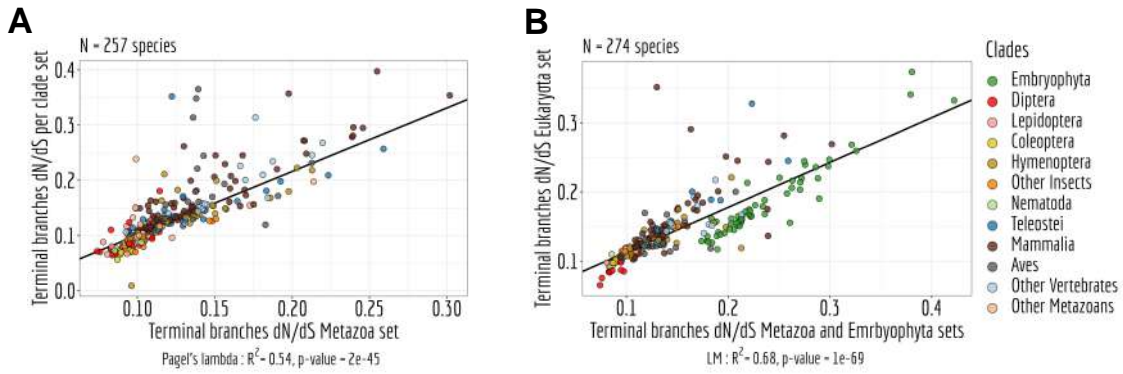 A
N = 257 species
Terminal branches dN/dS per clade set
0.4
0.3
0.2
0.1
0.0
0.10
0.15
0.20
0.25
0.30
Terminal branches dN/dS Metazoa set
Pagel's lambda : R² = 0.54, p-value = 2e-45
B
N = 274 species
Terminal branches dN/dS Eukaryota set
0.3
0.2
0.1
0.1
0.2
0.3
0.4
Terminal branches dN/dS Metazoa and Emrbyophyta sets
LM : R² = 0.68, p-value = 1e-69
Clades
Embryophyta
Diptera
Lepidoptera
Coleoptera
Hymenoptera
Other Insects
Nematoda
Teleostei
Mammalia
Aves
Other Vertebrates
Other Metazoans